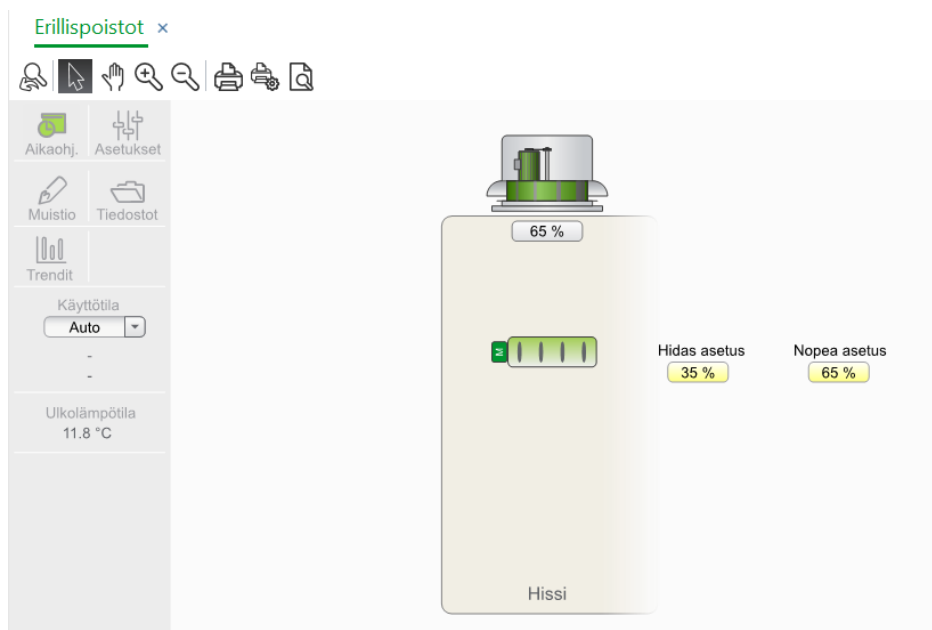 Erillispoistot ×
Aikaohj. Asetukset
Muistio Tiedostot
Trendit
Käyttötila
Auto
-
-
Ulkolämpötila
11.8 °C
65 %
M
Hidas asetus Nopea asetus
35 % 65 %
Hissi